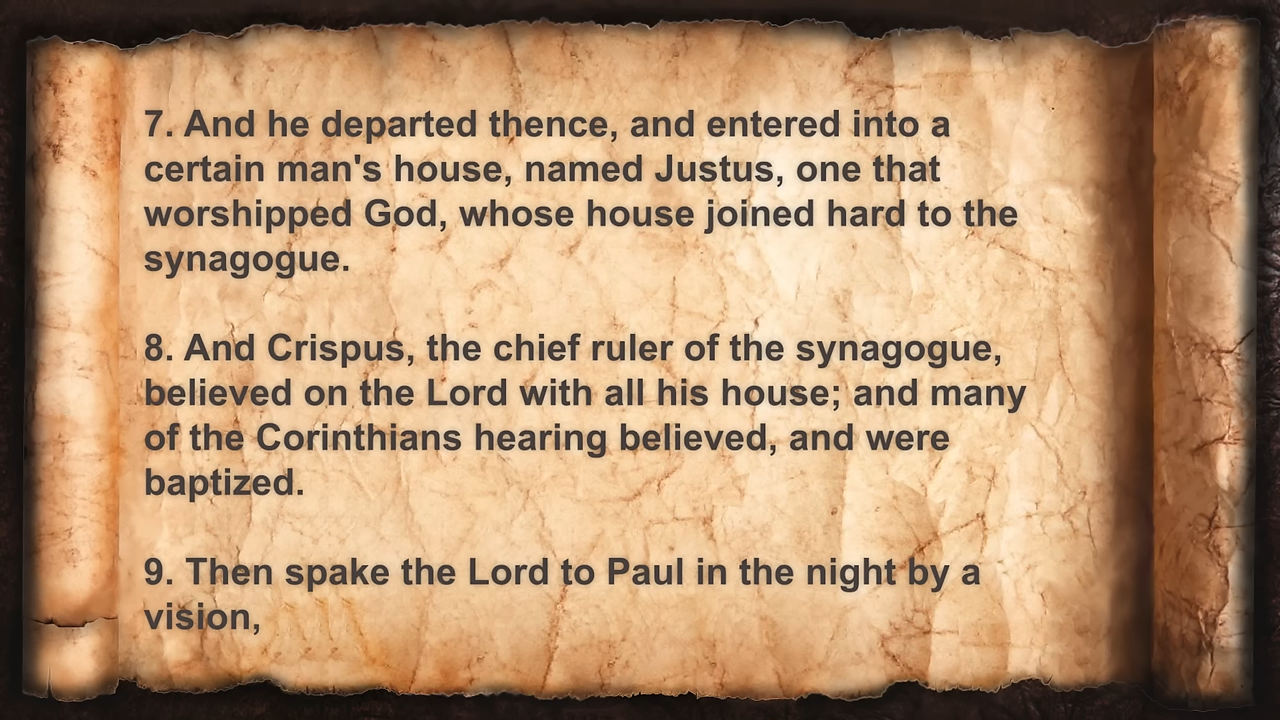 7. And he departed thence, and entered into a
certain man's house, named Justus, one that
worshipped God, whose house joined hard to the
synagogue.
8. And Crispus, the chief ruler of the synagogue,
believed on the Lord with all his house; and many
of the Corinthians hearing believed, and were
baptized.
9. Then spake the Lord to Paul in the night by a
vision,